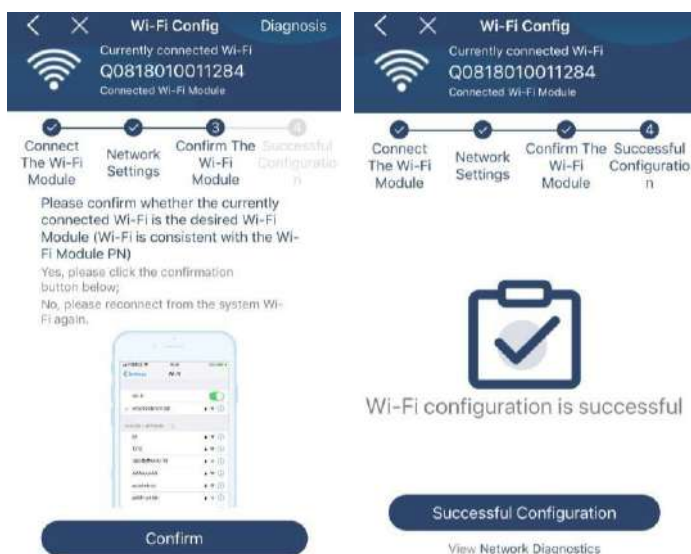 Wi-Fi Config
Diagnosis
Currently connected Wi-Fi
Q0818010011284
Connected Wi-Fi Module
3
4
Connect
The Wi-Fi
Module
Network
Settings
Confirm The
Wi-Fi
Module
Successful
Configuratio
n
Please confirm whether the currently
connected Wi-Fi is the desired Wi-
Fi Module (Wi-Fi is consistent with the Wi-
Fi Module PN)
Yes, please click the confirmation
button below;
No, please reconnect from the system Wi-
Fi again.
Confirm
Wi-Fi Config
Currently connected Wi-Fi
Q0818010011284
Connected Wi-Fi Module
4
Connect
The Wi-Fi
Module
Network
Settings
Confirm The
Wi-Fi
Module
Successful
Configuratio
n
Wi-Fi configuration is successful
Successful Configuration
View Network Diagnostics